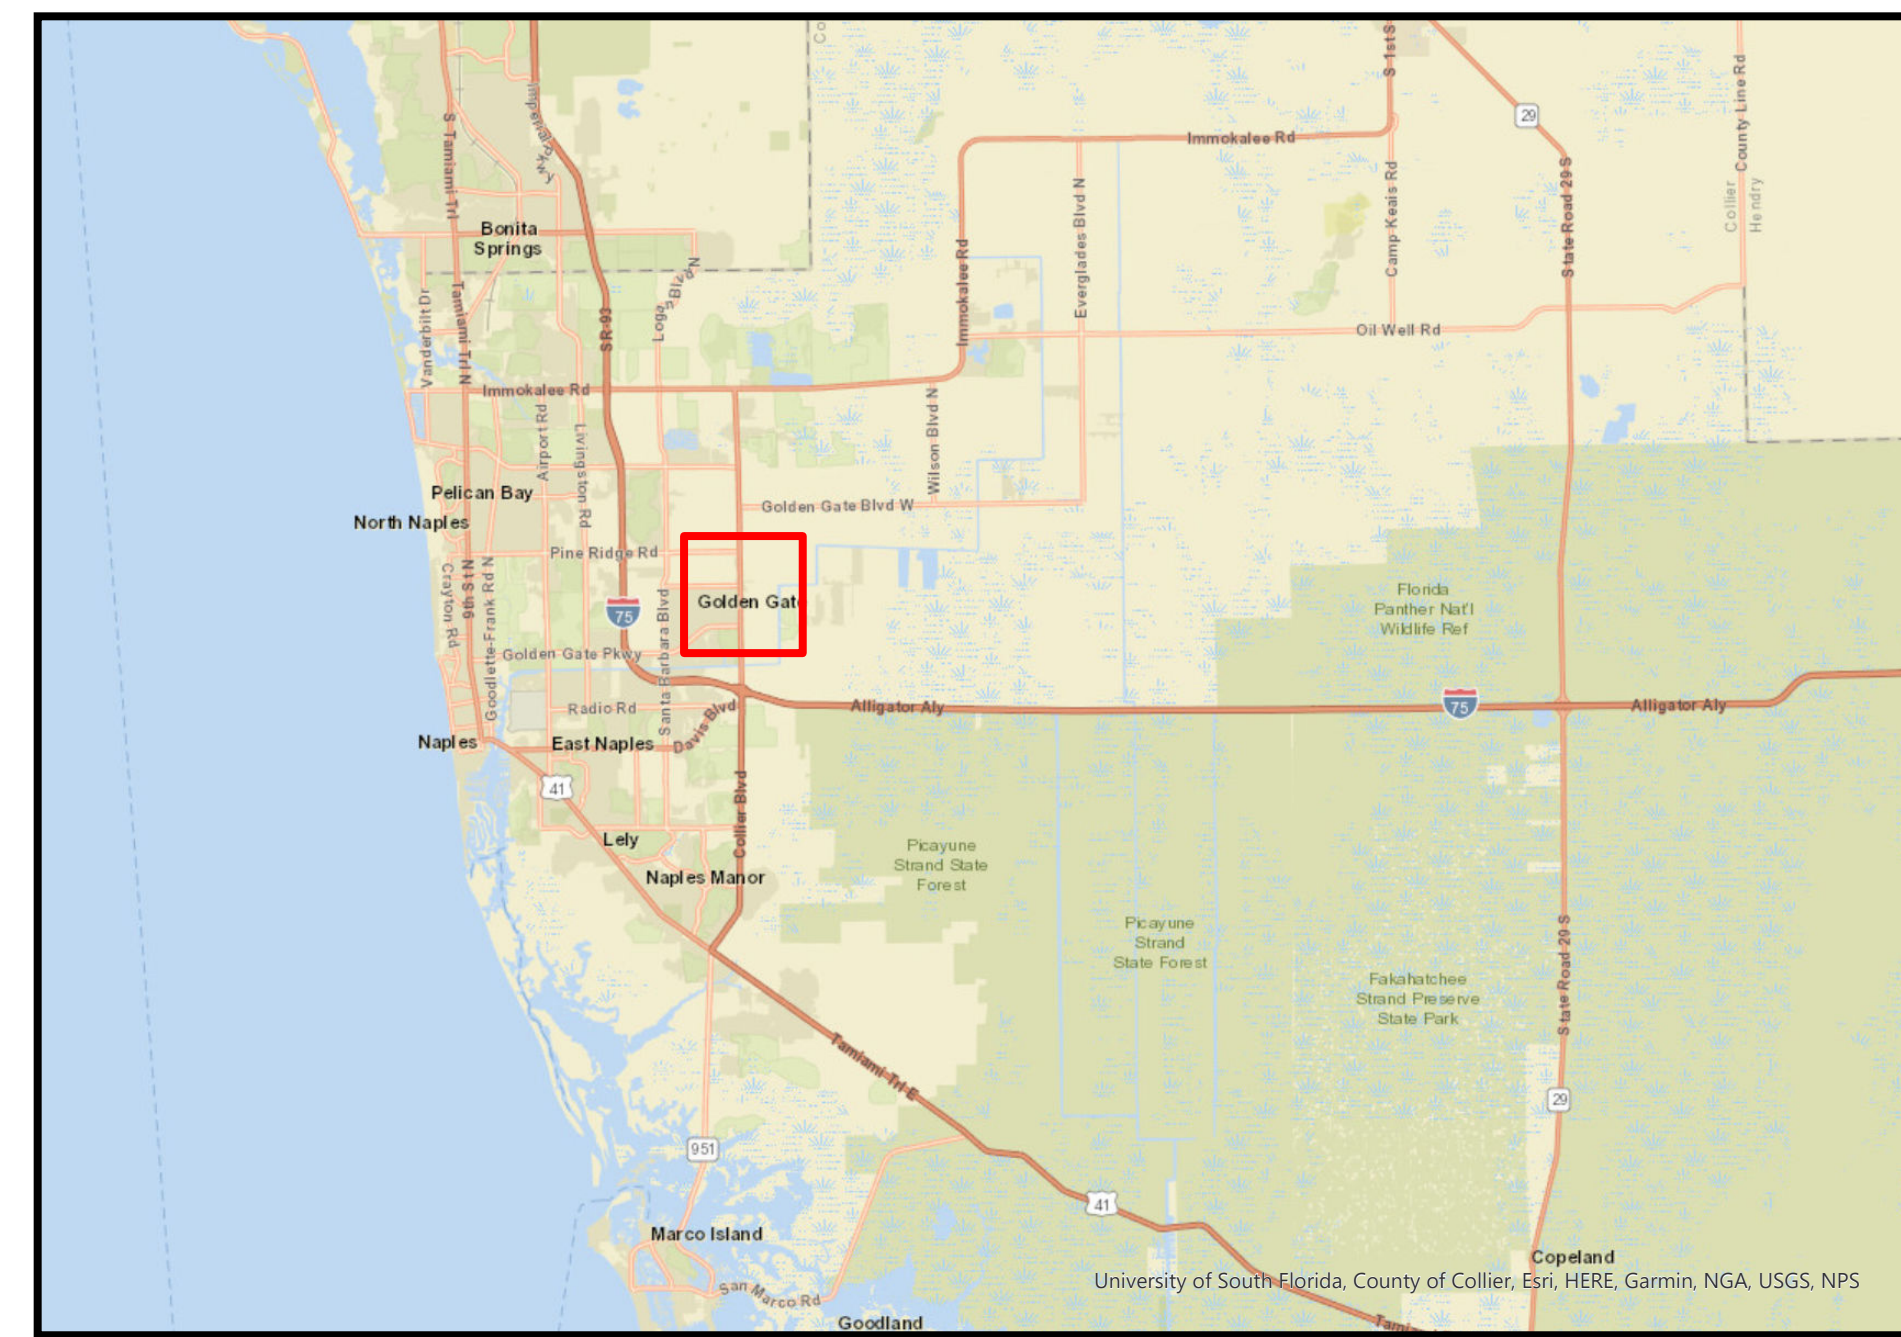 Co
S 1st S
29
County Line Rd
Imperial Pkwy
S Tamiami Trl
Immokalee Rd
State Road 29 S
Collier
Hendry
Everglades Blvd N
Camp Keais Rd
Bonita
Springs
Logan Blvd N
Immokalee Rd
Vanderbilt Dr
Tamiami Trl N
SR-93
Oil Well Rd
Immokalee Rd
Airport Rd
Livingston Rd
Wilson Blvd N
Pelican Bay
North Naples
Golden Gate Blvd W
Pine Ridge Rd
Crayton Rd
9th St N
Goodlette-Frank Rd N
75
Santa Barbara Blvd
Golden Gat
Florida
Panther Nat'l
Wildlife Ref
Golden Gate Pkwy
Radio Rd
Davis Blvd
Alligator Aly
75
Alligator Aly
Naples
East Naples
41
Collier Blvd
Lely
Naples Manor
Picayune
Strand State
Forest
Picayune
Strand
State Forest
Fakahatchee
Strand Preserve
State Park
State Road 29 S
Tamiami Trl E
29
951
41
Marco Island
San Marco Rd
Goodland
Copeland
University of South Florida, County of Collier, Esri, HERE, Garmin, NGA, USGS, NPS
Tamiami